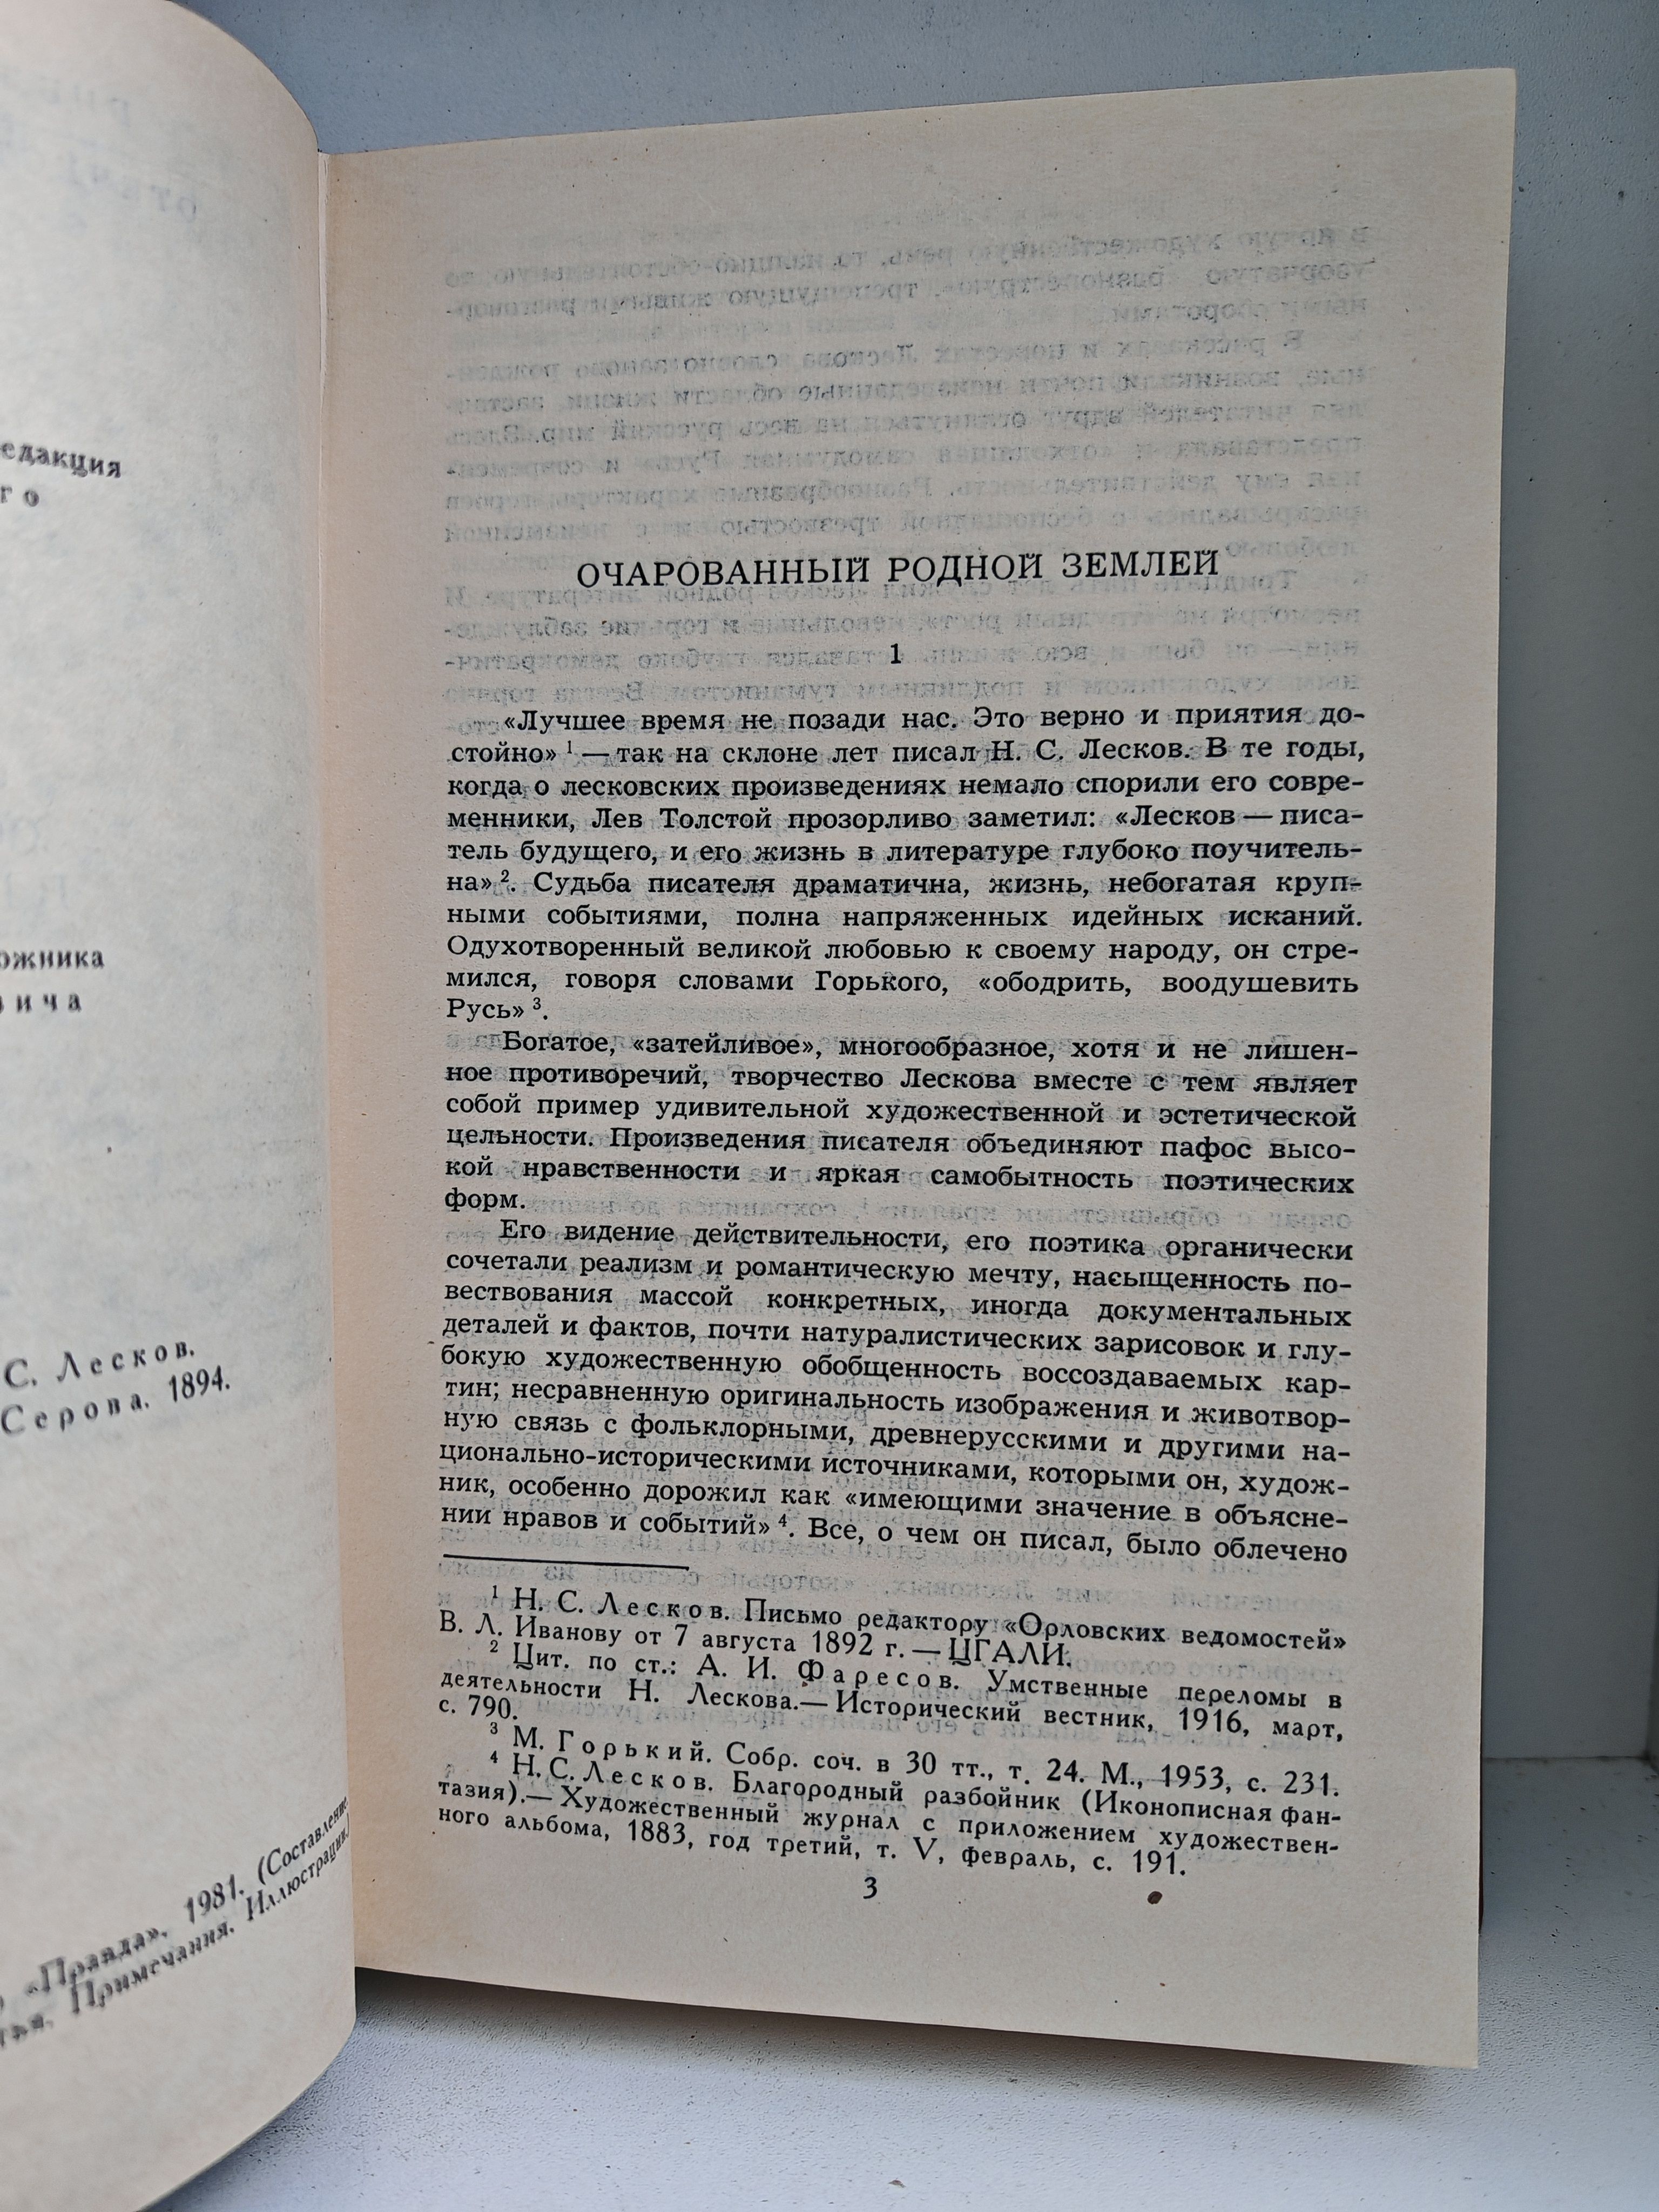 едакция
го
ожника
вича
С. Лесков.
Серова. 1894.
«Правда», 1981. (Составление.
Примечания. Иллюстрации.)
ОЧАРОВАННЫЙ РОДНОЙ ЗЕМЛЕЙ
1
«Лучшее время не позади нас. Это верно и приятия до-
стойно» ¹ — так на склоне лет писал Н. С. Лесков. В те годы,
когда о лесковских произведениях немало спорили его совре-
менники, Лев Толстой прозорливо заметил: «Лесков — писа-
тель будущего, и его жизнь в литературе глубоко поучитель-
на» ². Судьба писателя драматична, жизнь, небогатая круп-
ными событиями, полна напряженных идейных исканий.
Одухотворенный великой любовью к своему народу, он стре-
мился, говоря словами Горького, «ободрить, воодушевить
Русь» ³.
Богатое, «затейливое», многообразное, хотя и не лишен-
ное противоречий, творчество Лескова вместе с тем являет
собой пример удивительной художественной и эстетической
цельности. Произведения писателя объединяют пафос высо-
кой нравственности и яркая самобытность поэтических
форм.
Его видение действительности, его поэтика органически
сочетали реализм и романтическую мечту, насыщенность по-
вествования массой конкретных, иногда документальных
деталей и фактов, почти натуралистических зарисовок и глу-
бокую художественную обобщенность воссоздаваемых кар-
тин; несравненную оригинальность изображения и животвор-
ную связь с фольклорными, древнерусскими и другими на-
ционально-историческими источниками, которыми он, худож-
ник, особенно дорожил как «имеющими значение в объясне-
нии нравов и событий» ⁴. Все, о чем он писал, было облечено
¹ Н. С. Лесков. Письмо редактору «Орловских ведомостей»
В. Л. Иванову от 7 августа 1892 г. — ЦГАЛИ.
² Цит. по ст.: А. И. Фаресов. Умственные переломы в
деятельности Н. Лескова.— Исторический вестник, 1916, март,
с. 790.
³ М. Горький. Собр. соч. в 30 тт., т. 24. М., 1953, с. 231.
⁴ Н. С. Лесков. Благородный разбойник (Иконописная фан-
тазия).— Художественный журнал с приложением художествен-
ного альбома, 1883, год третий, т. V, февраль, с. 191.
3